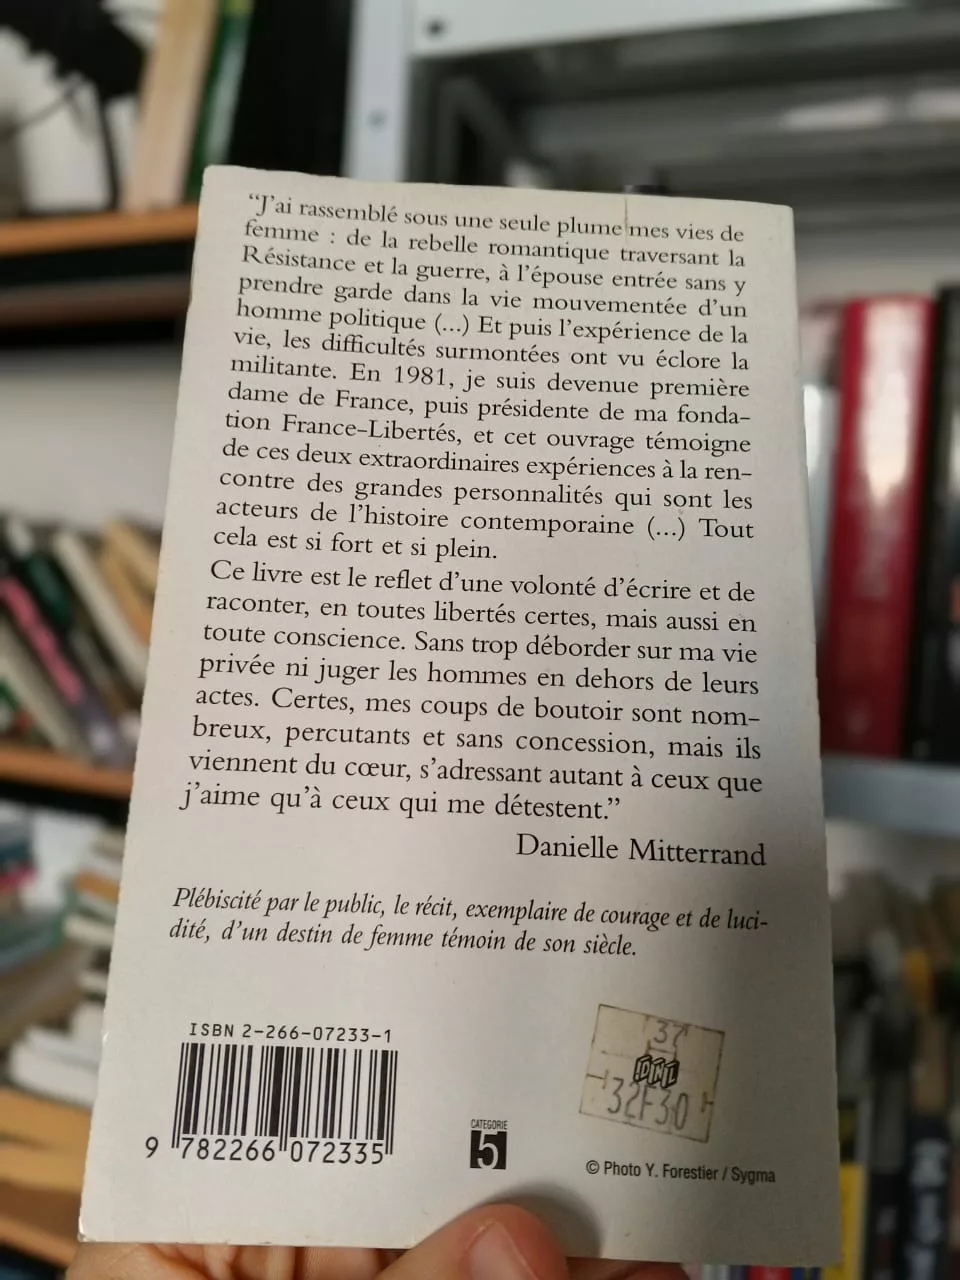 “J'ai rassemblé sous une seule plume mes vies de
femme : de la rebelle romantique traversant la
Résistance et la guerre, à l'épouse entrée sans y
prendre garde dans la vie mouvementée d'un
homme politique (...) Et puis l'expérience de la
vie, les difficultés surmontées ont vu éclore la
militante. En 1981, je suis devenue première
dame de France, puis présidente de ma fonda-
tion France-Libertés, et cet ouvrage témoigne
de ces deux extraordinaires expériences à la ren-
contre des grandes personnalités qui sont les
acteurs de l'histoire contemporaine (...) Tout
cela est si fort et si plein.
Ce livre est le reflet d'une volonté d'écrire et de
raconter, en toutes libertés certes, mais aussi en
toute conscience. Sans trop déborder sur ma vie
privée ni juger les hommes en dehors de leurs
actes. Certes, mes coups de boutoir sont nom-
breux, percutants et sans concession, mais ils
viennent du cœur, s'adressant autant à ceux que
j'aime qu'à ceux qui me détestent.”
Danielle Mitterrand
Plébiscité par le public, le récit, exemplaire de courage et de luci-
dité, d'un destin de femme témoin de son siècle.
ISBN 2-266-07233-1
9 782266 072335
CATEGORIE
5
37
DNL
32F30
© Photo Y. Forestier / Sygma